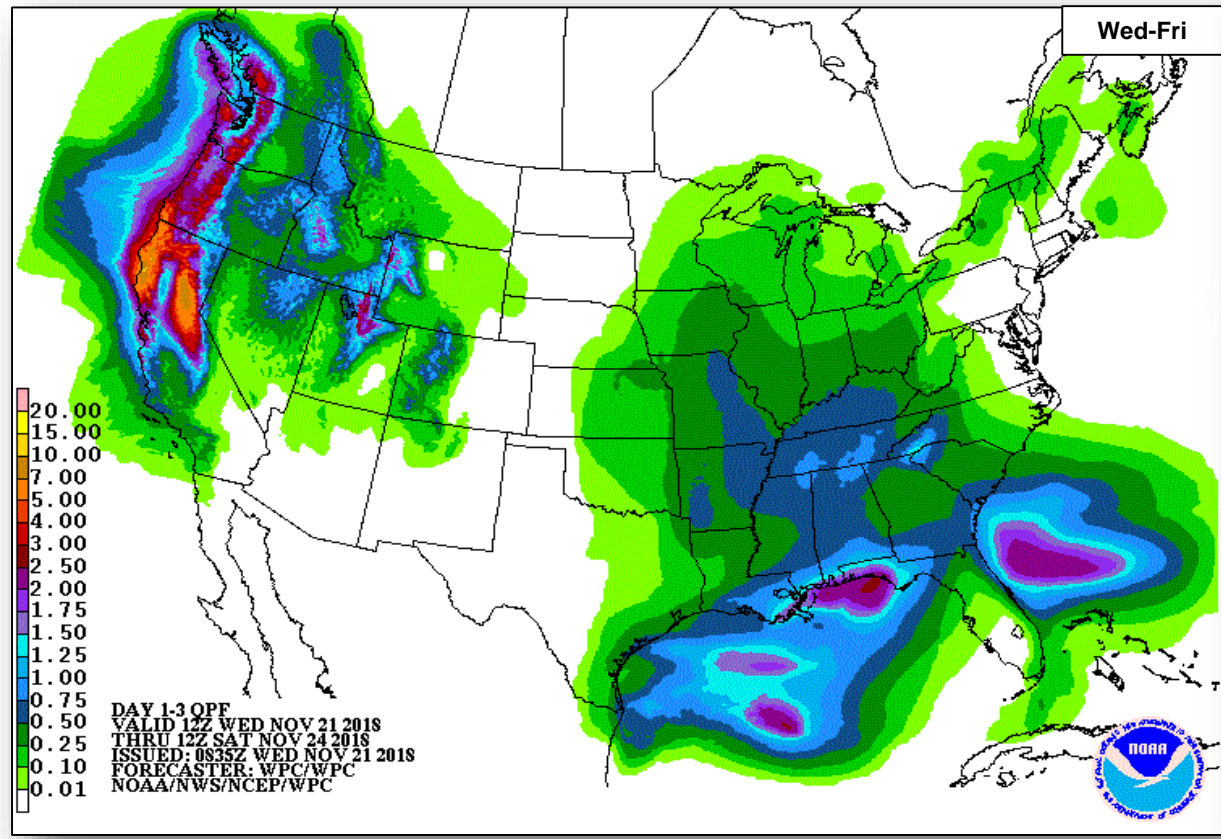 Wed-Fri
20.00
15.00
10.00
7.00
5.00
4.00
3.00
2.50
2.00
1.75
1.50
1.25
1.00
0.75
0.50
0.25
0.10
0.01
DAY 1-3 QPF
VALID 12Z WED NOV 21 2018
THRU 12Z SAT NOV 24 2018
ISSUED: 0835Z WED NOV 21 2018
FORECASTER: WPC/WPC
NOAA/NWS/NCEP/WPC
NOAA